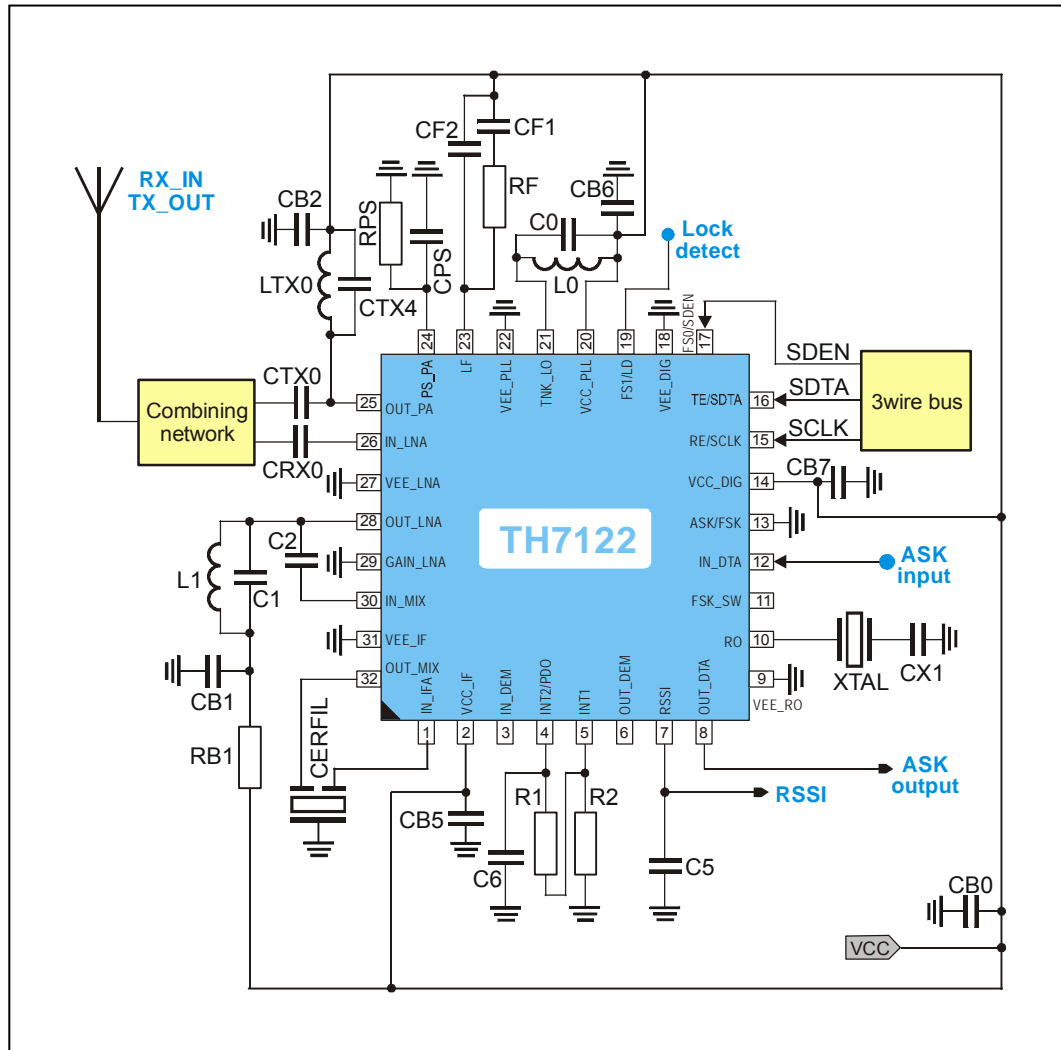 RX_IN
TX_OUT
CB2
LTX0
CTX4
RPS
CPS
CF2
CF1
RF
CB6
C0
L0
Lock
detect
24
23
22
21
20
19
18
17
PS_PA
LF
VEE_PLL
TNK_LO
VCC_PLL
FS1/LD
VEE_DIG
FS0/SDEN
SDEN
SDTA
SCLK
3wire bus
Combining
network
CTX0
CRX0
25 OUT_PA
26 IN_LNA
27 VEE_LNA
28 OUT_LNA
29 GAIN_LNA
30 IN_MIX
31 VEE_IF
32 OUT_MIX
TH7122
TE/SDTA 16
RE/SCLK 15
VCC_DIG 14
ASK/FSK 13
IN_DTA 12
FSK_SW 11
RO 10
9
VEE_RO
CB7
ASK
input
XTAL
CX1
C2
L1
C1
CB1
RB1
CERFIL
IN_IFA
VCC_IF
IN_DEM
INT2/PDO
INT1
OUT_DEM
RSSI
OUT_DTA
1
2
3
4
5
6
7
8
CB5
C6
R1
R2
C5
RSSI
ASK
output
CB0
VCC